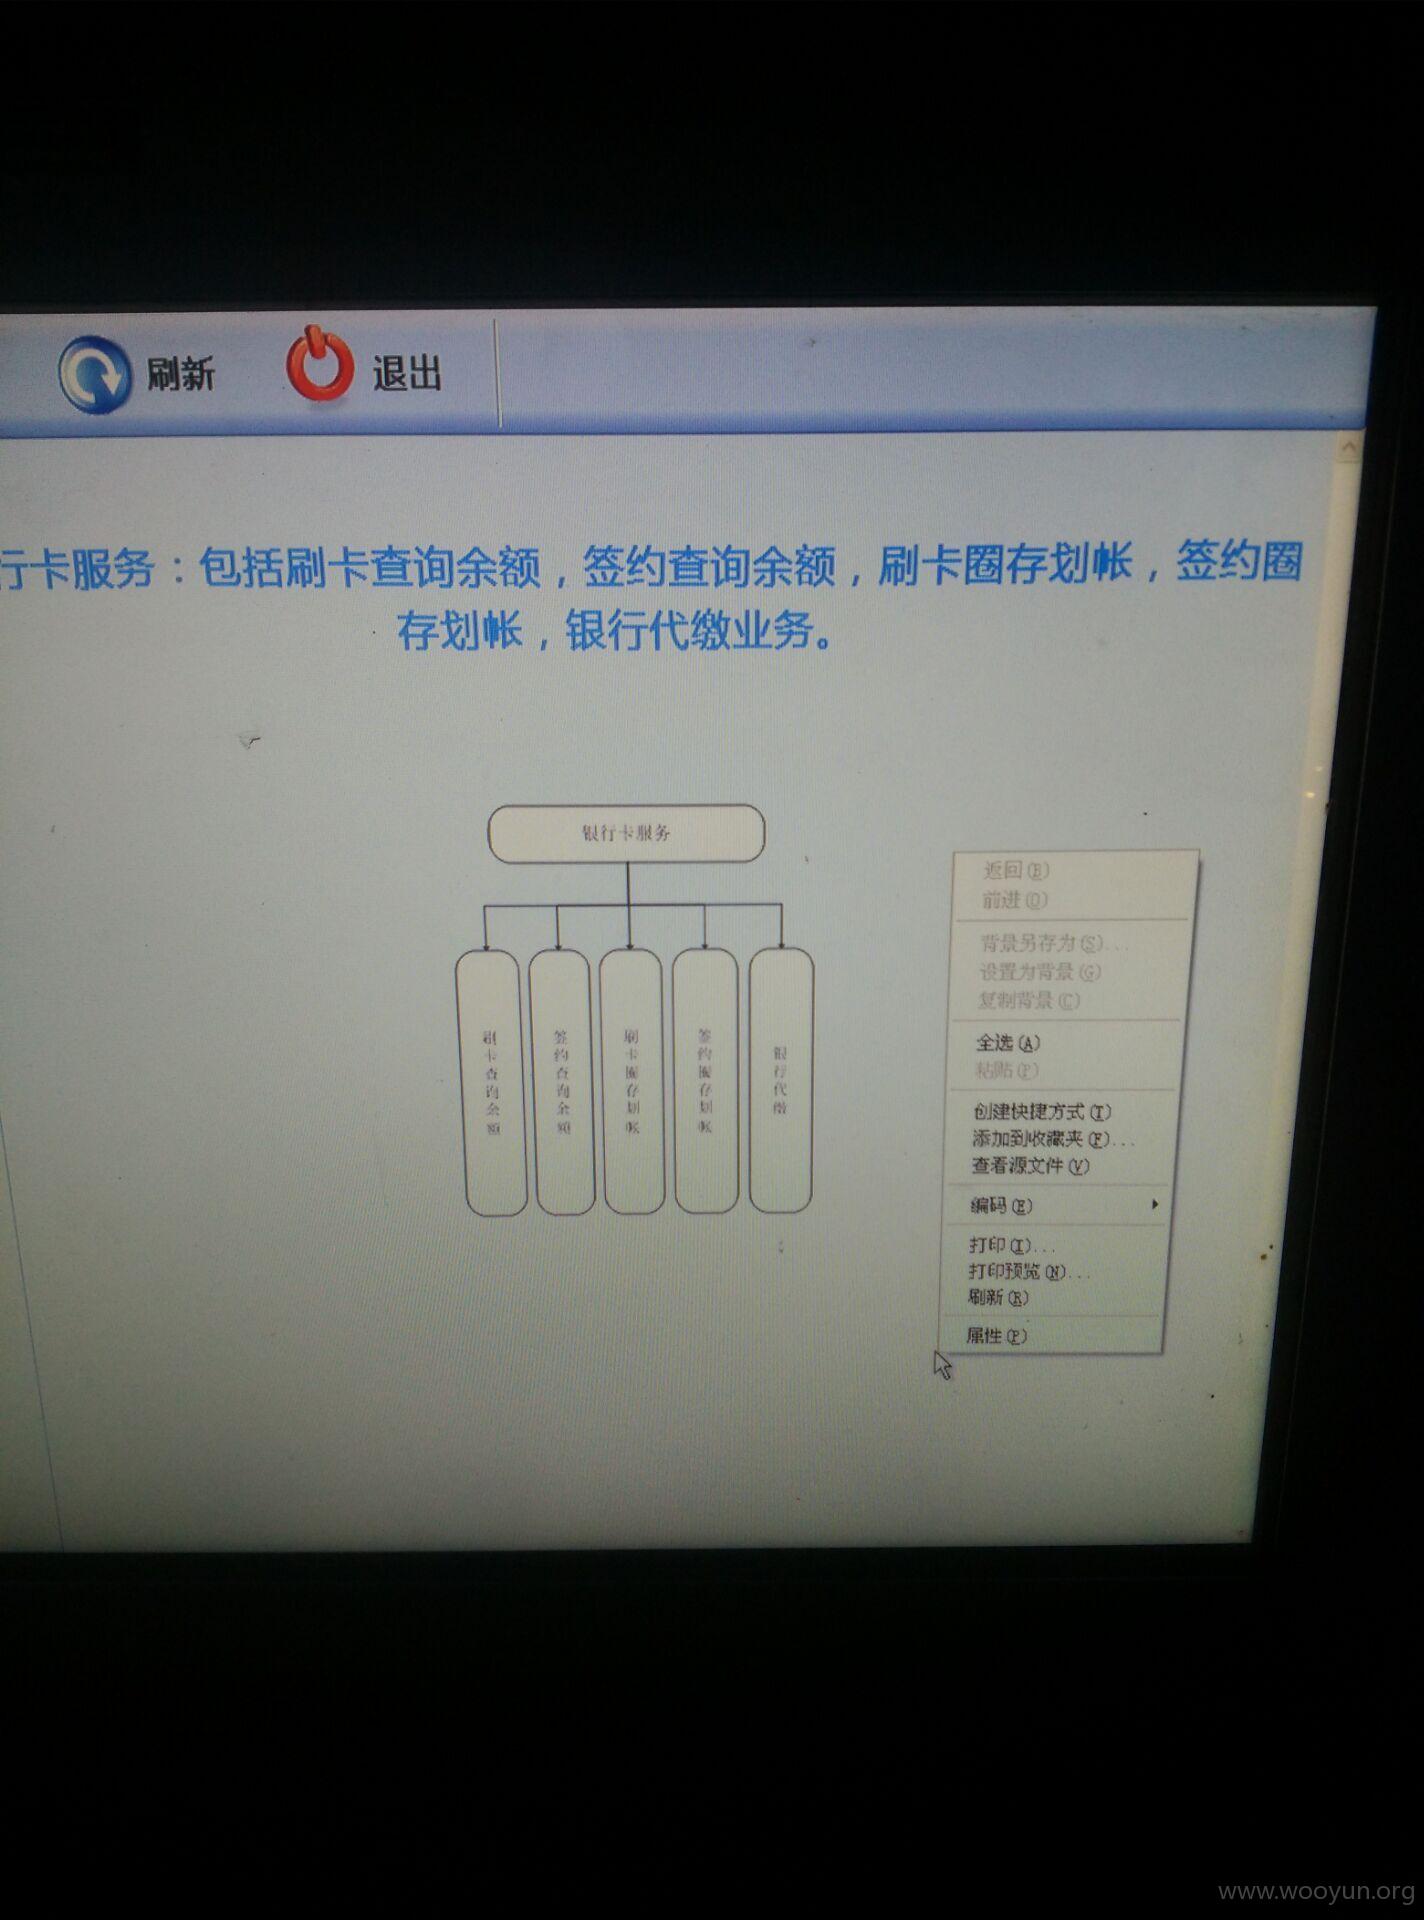 刷新
退出
行卡服务：包括刷卡查询余额，签约查询余额，刷卡圈存划帐，签约圈
存划帐，银行代缴业务。
银行卡服务
刷卡查询余额
签约查询余额
刷卡圈存划帐
签约圈存划帐
银行代缴
返回(B)
前进(O)
背景另存为(S)...
设置为背景(G)
复制背景(C)
全选(A)
粘贴(P)
创建快捷方式(T)
添加到收藏夹(F)...
查看源文件(V)
编码(E)
打印(I)...
打印预览(N)...
刷新(R)
属性(P)
www.wooyun.org